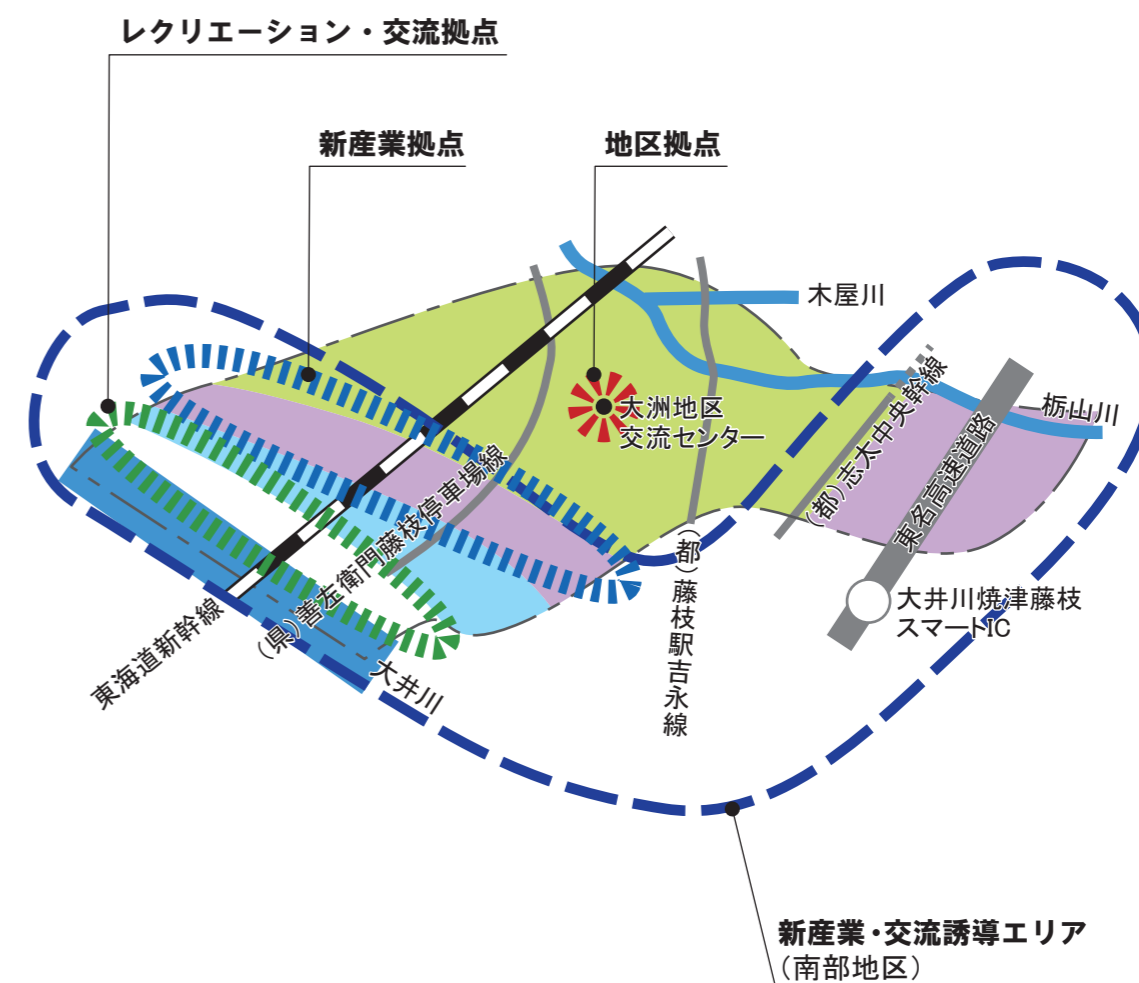 レクリエーション・交流拠点
新産業拠点
地区拠点
木屋川
栃山川
大洲地区
交流センター
(都)志太中央幹線
東名高速道路
(都)藤枝駅吉永線
大井川焼津藤枝
スマートIC
(県)善左衛門藤枝停車場線
東海道新幹線
大井川
新産業・交流誘導エリア
(南部地区)